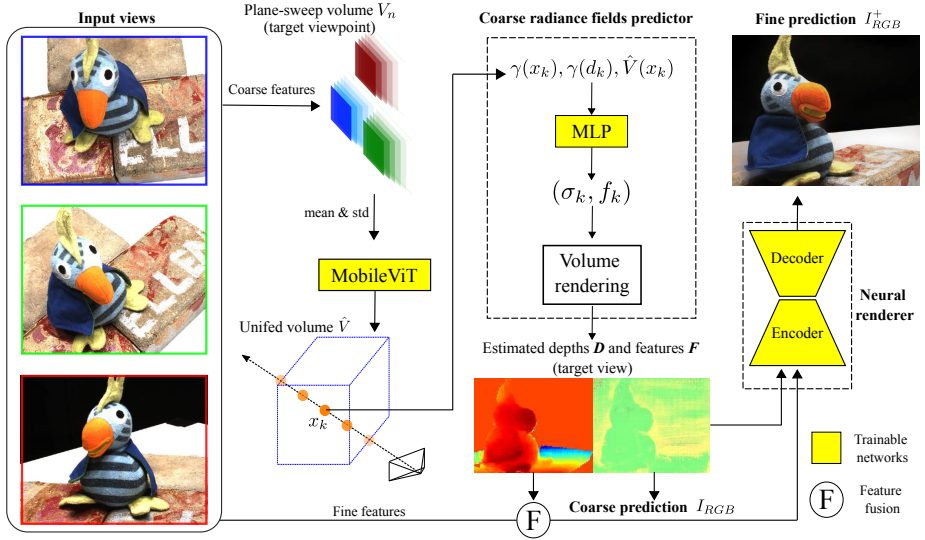 Input views
Plane-sweep volume V_n
(target viewpoint)
Coarse features
mean & std
MobileViT
Unifed volume V̂
x_k
Coarse radiance fields predictor
γ(x_k), γ(d_k), V̂(x_k)
MLP
(σ_k, f_k)
Volume
rendering
Estimated depths D and features F
(target view)
Fine features
F
Coarse prediction I_RGB
Fine prediction I⁺_RGB
Decoder
Encoder
Neural
renderer
Trainable
networks
F
Feature
fusion
ELL
ELLE